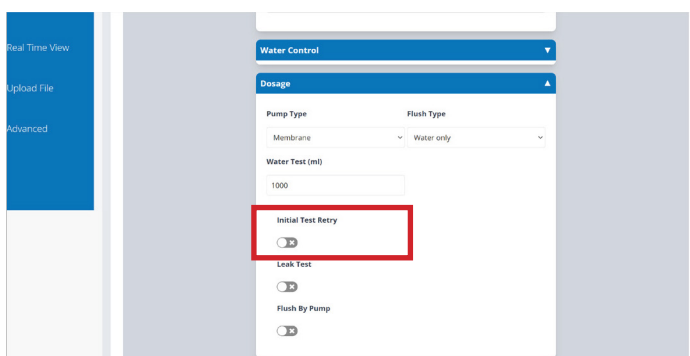 Real Time View
Upload File
Advanced
Water Control
Dosage
Pump Type
Flush Type
Membrane
Water only
Water Test (ml)
1000
Initial Test Retry
Leak Test
Flush By Pump